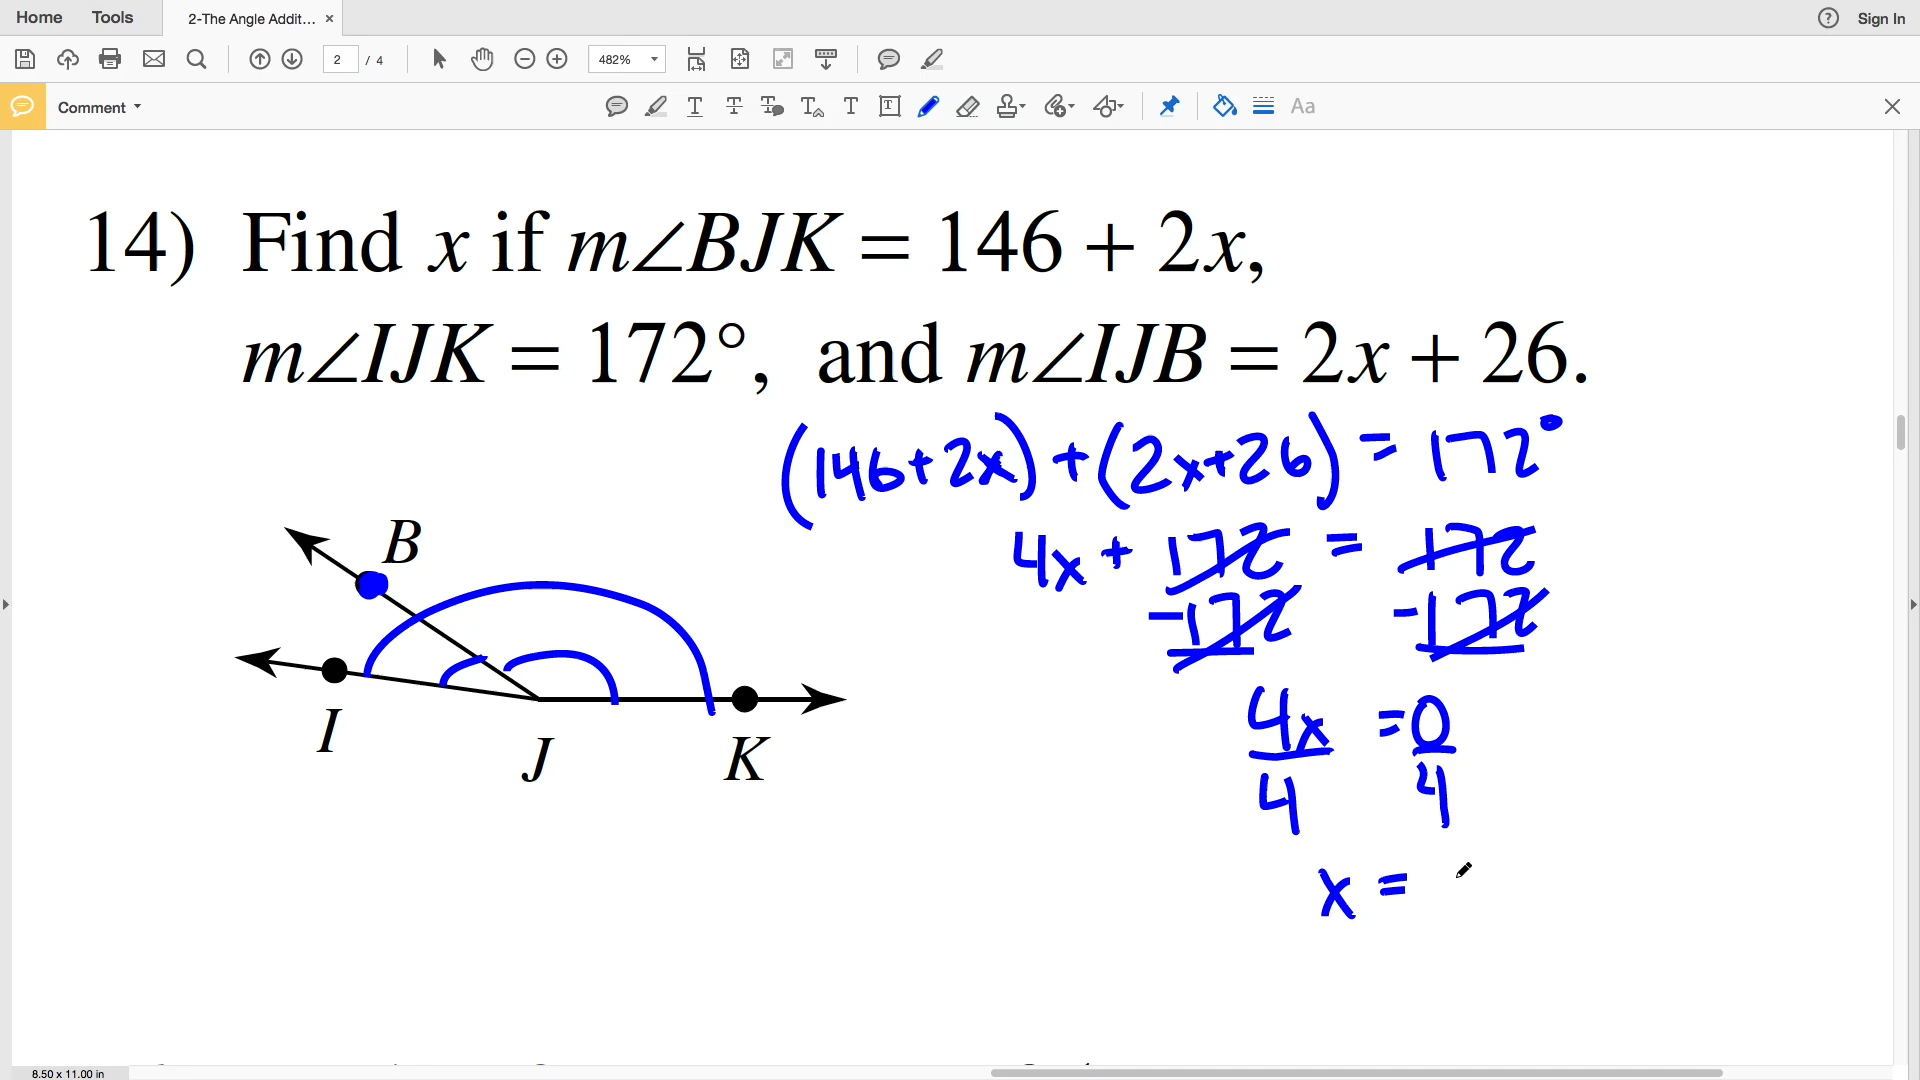 Home Tools 2-The Angle Addit... × ? Sign In
2 / 4 482%
Comment T T T T T T Aa
14) Find x if m∠BJK = 146 + 2x,
m∠IJK = 172°, and m∠IJB = 2x + 26.
(146+2x)+(2x+26) = 172°
4x + 172 = 172
-172 -172
B
I
J
K
4x = 0
4 4
x =
8.50 x 11.00 in